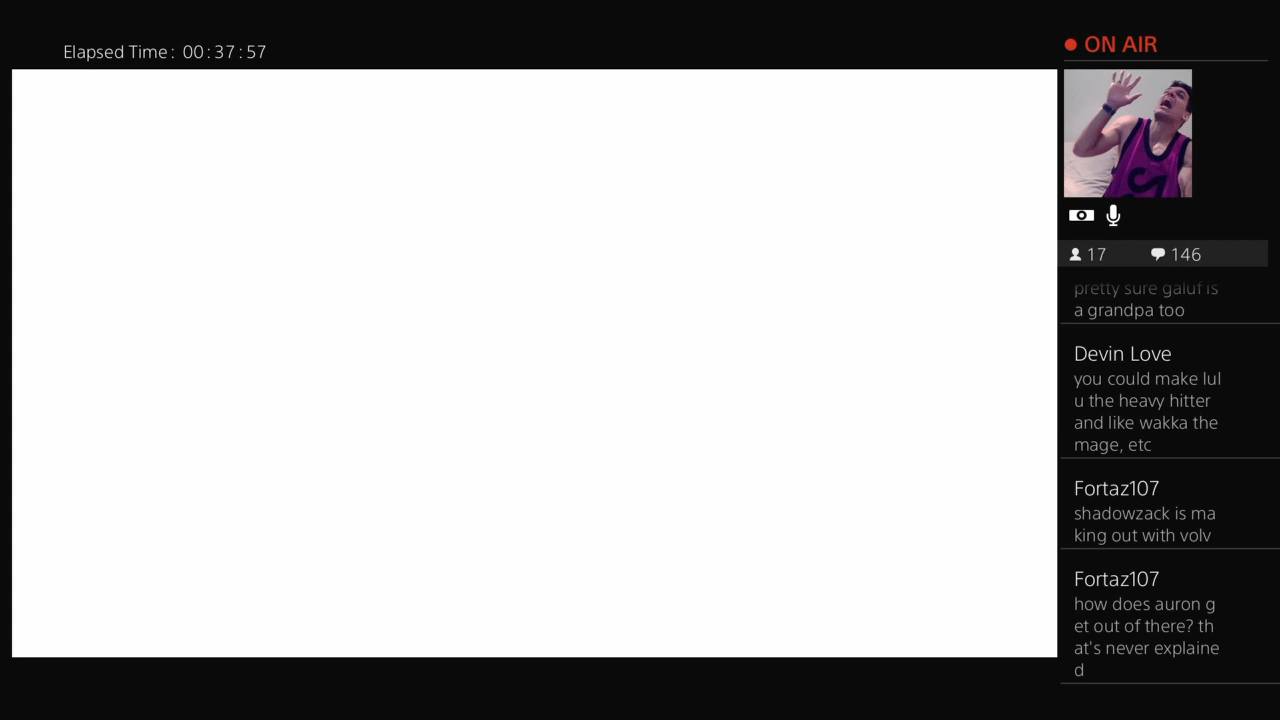 Elapsed Time: 00:37:57
ON AIR
17 146
pretty sure galuf is
a grandpa too
Devin Love
you could make lul
u the heavy hitter
and like wakka the
mage, etc
Fortaz107
shadowzack is ma
king out with volv
Fortaz107
how does auron g
et out of there? th
at's never explaine
d